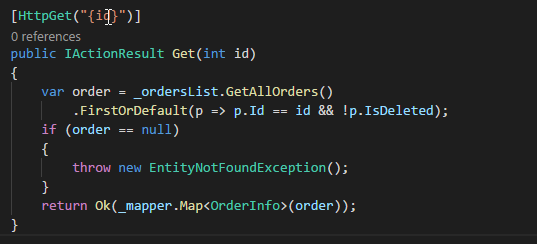 [HttpGet("{id}")]
0 references
public IActionResult Get(int id)
{
    var order = _ordersList.GetAllOrders()
        .FirstOrDefault(p => p.Id == id && !p.IsDeleted);
    if (order == null)
    {
        throw new EntityNotFoundException();
    }
    return Ok(_mapper.Map<OrderInfo>(order));
}